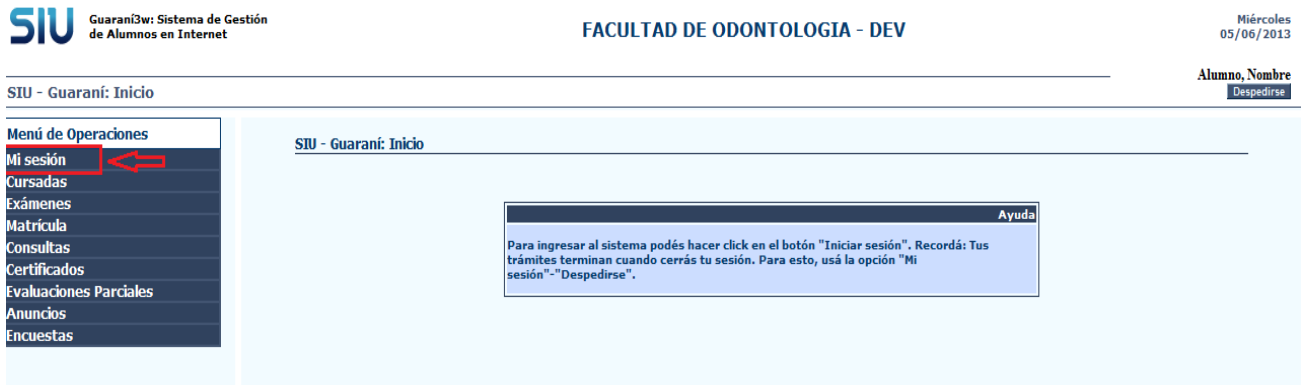 SIU
Guaraní3w: Sistema de Gestión
de Alumnos en Internet
FACULTAD DE ODONTOLOGIA - DEV
Miércoles
05/06/2013
Alumno, Nombre
Despedirse
SIU - Guaraní: Inicio
Menú de Operaciones
Mi sesión
Cursadas
Exámenes
Matrícula
Consultas
Certificados
Evaluaciones Parciales
Anuncios
Encuestas
SIU - Guaraní: Inicio
Ayuda
Para ingresar al sistema podés hacer click en el botón "Iniciar sesión". Recordá: Tus
trámites terminan cuando cerrás tu sesión. Para esto, usá la opción "Mi
sesión"-"Despedirse".